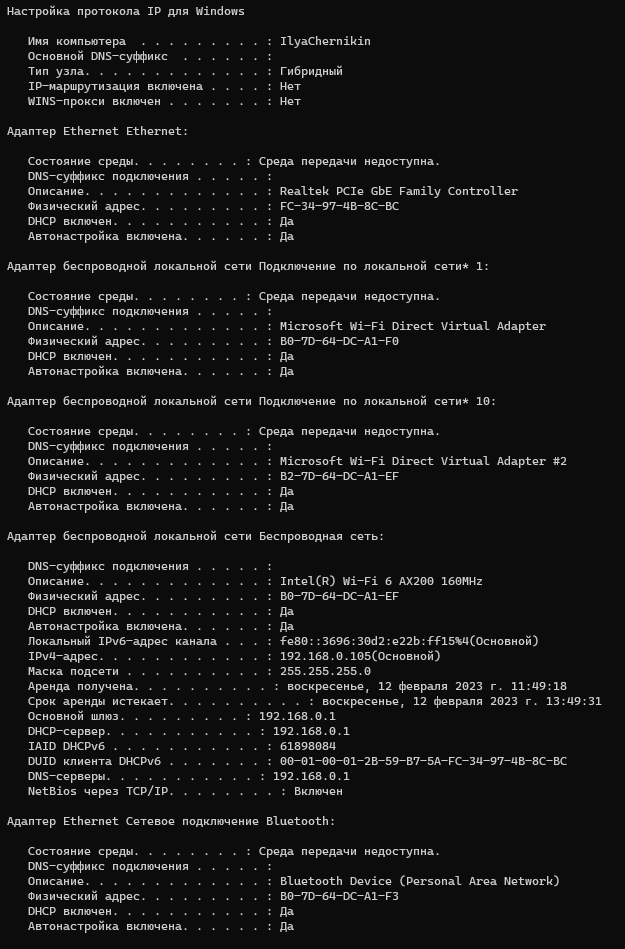 Настройка протокола IP для Windows
Имя компьютера  . . . . . . . . . : IlyaChernikin
Основной DNS-суффикс  . . . . . . :
Тип узла. . . . . . . . . . . . . : Гибридный
IP-маршрутизация включена . . . . : Нет
WINS-прокси включен . . . . . . . : Нет
Адаптер Ethernet Ethernet:
Состояние среды. . . . . . . . : Среда передачи недоступна.
DNS-суффикс подключения . . . . . :
Описание. . . . . . . . . . . . . : Realtek PCIe GbE Family Controller
Физический адрес. . . . . . . . . : FC-34-97-4B-8C-BC
DHCP включен. . . . . . . . . . . : Да
Автонастройка включена. . . . . . : Да
Адаптер беспроводной локальной сети Подключение по локальной сети* 1:
Состояние среды. . . . . . . . : Среда передачи недоступна.
DNS-суффикс подключения . . . . . :
Описание. . . . . . . . . . . . . : Microsoft Wi-Fi Direct Virtual Adapter
Физический адрес. . . . . . . . . : B0-7D-64-DC-A1-F0
DHCP включен. . . . . . . . . . . : Да
Автонастройка включена. . . . . . : Да
Адаптер беспроводной локальной сети Подключение по локальной сети* 10:
Состояние среды. . . . . . . . : Среда передачи недоступна.
DNS-суффикс подключения . . . . . :
Описание. . . . . . . . . . . . . : Microsoft Wi-Fi Direct Virtual Adapter #2
Физический адрес. . . . . . . . . : B2-7D-64-DC-A1-EF
DHCP включен. . . . . . . . . . . : Да
Автонастройка включена. . . . . . : Да
Адаптер беспроводной локальной сети Беспроводная сеть:
DNS-суффикс подключения . . . . . :
Описание. . . . . . . . . . . . . : Intel(R) Wi-Fi 6 AX200 160MHz
Физический адрес. . . . . . . . . : B0-7D-64-DC-A1-EF
DHCP включен. . . . . . . . . . . : Да
Автонастройка включена. . . . . . : Да
Локальный IPv6-адрес канала . . . : fe80::3696:30d2:e22b:ff15%4(Основной)
IPv4-адрес. . . . . . . . . . . . : 192.168.0.105(Основной)
Маска подсети . . . . . . . . . . : 255.255.255.0
Аренда получена. . . . . . . . . . : воскресенье, 12 февраля 2023 г. 11:49:18
Срок аренды истекает. . . . . . . . . . : воскресенье, 12 февраля 2023 г. 13:49:31
Основной шлюз. . . . . . . . . : 192.168.0.1
DHCP-сервер. . . . . . . . . . . : 192.168.0.1
IAID DHCPv6 . . . . . . . . . . . : 61898084
DUID клиента DHCPv6 . . . . . . . : 00-01-00-01-2B-59-B7-5A-FC-34-97-4B-8C-BC
DNS-серверы. . . . . . . . . . . : 192.168.0.1
NetBios через TCP/IP. . . . . . . . : Включен
Адаптер Ethernet Сетевое подключение Bluetooth:
Состояние среды. . . . . . . . : Среда передачи недоступна.
DNS-суффикс подключения . . . . . :
Описание. . . . . . . . . . . . . : Bluetooth Device (Personal Area Network)
Физический адрес. . . . . . . . . : B0-7D-64-DC-A1-F3
DHCP включен. . . . . . . . . . . : Да
Автонастройка включена. . . . . . : Да